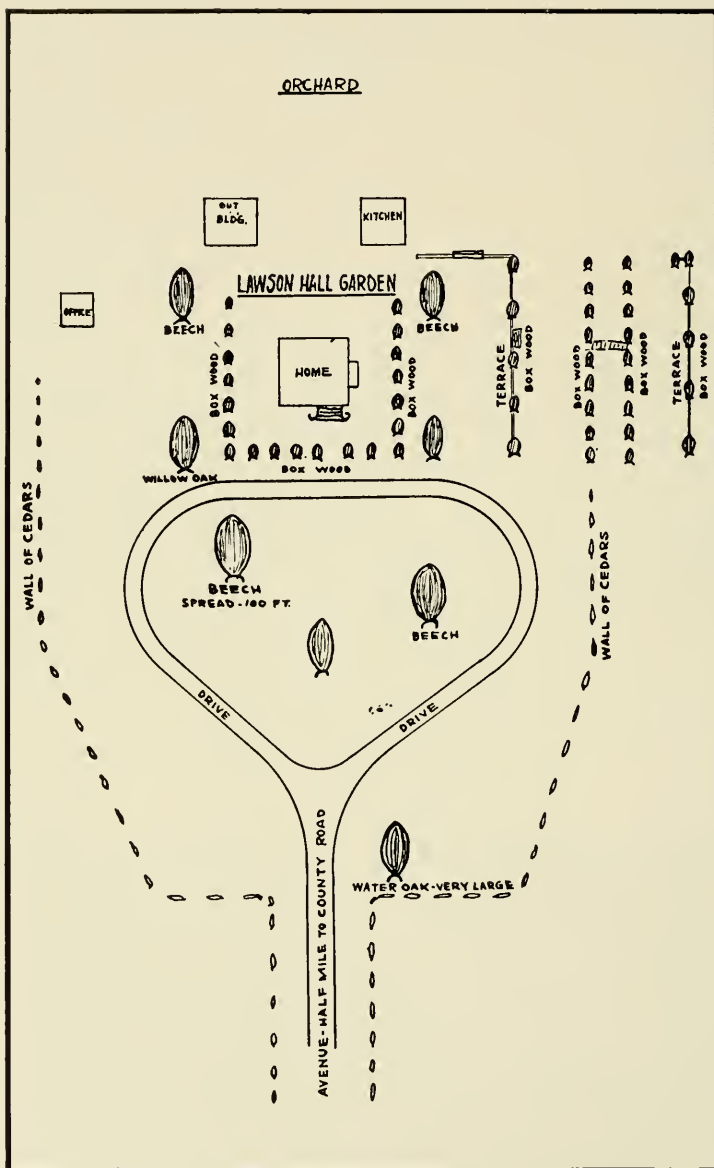 ORCHARD
OUT
BLDG.
KITCHEN
LAWSON HALL GARDEN
OFFICE
BEECH
BEECH
HOME
BOX WOOD
BOX WOOD
TERRACE
BOX WOOD
BOX WOOD
BOX WOOD
TERRACE
BOX WOOD
WILLOW OAK
BOX WOOD
WALL OF CEDARS
WALL OF CEDARS
BEECH
SPREAD-100 FT.
BEECH
DRIVE
DRIVE
AVENUE-HALF MILE TO COUNTY ROAD
WATER OAK-VERY LARGE